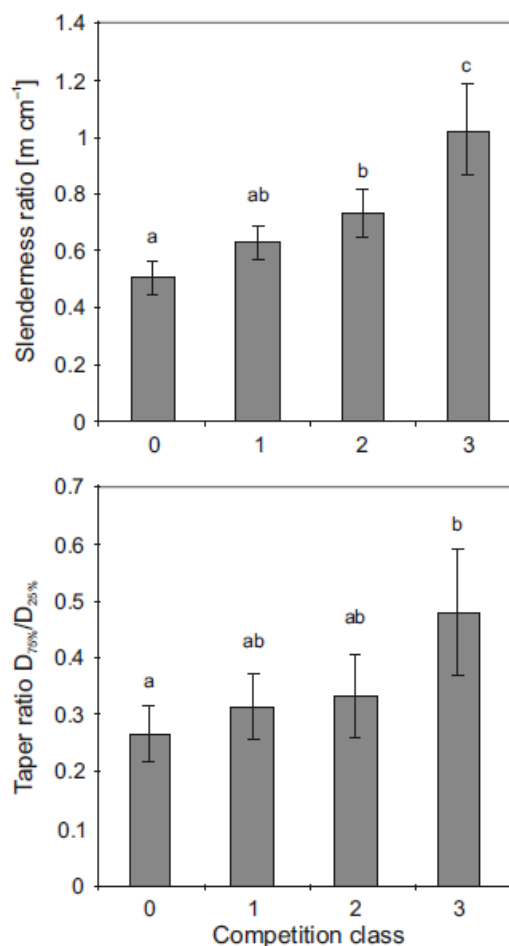 Slenderness ratio [m cm⁻¹]
1.4
1.2
1
0.8
0.6
0.4
0.2
0
a
ab
b
c
0 1 2 3
Taper ratio D₇₅%/D₂₅%
0.7
0.6
0.5
0.4
0.3
0.2
0.1
0
a
ab
ab
b
0 1 2 3
Competition class